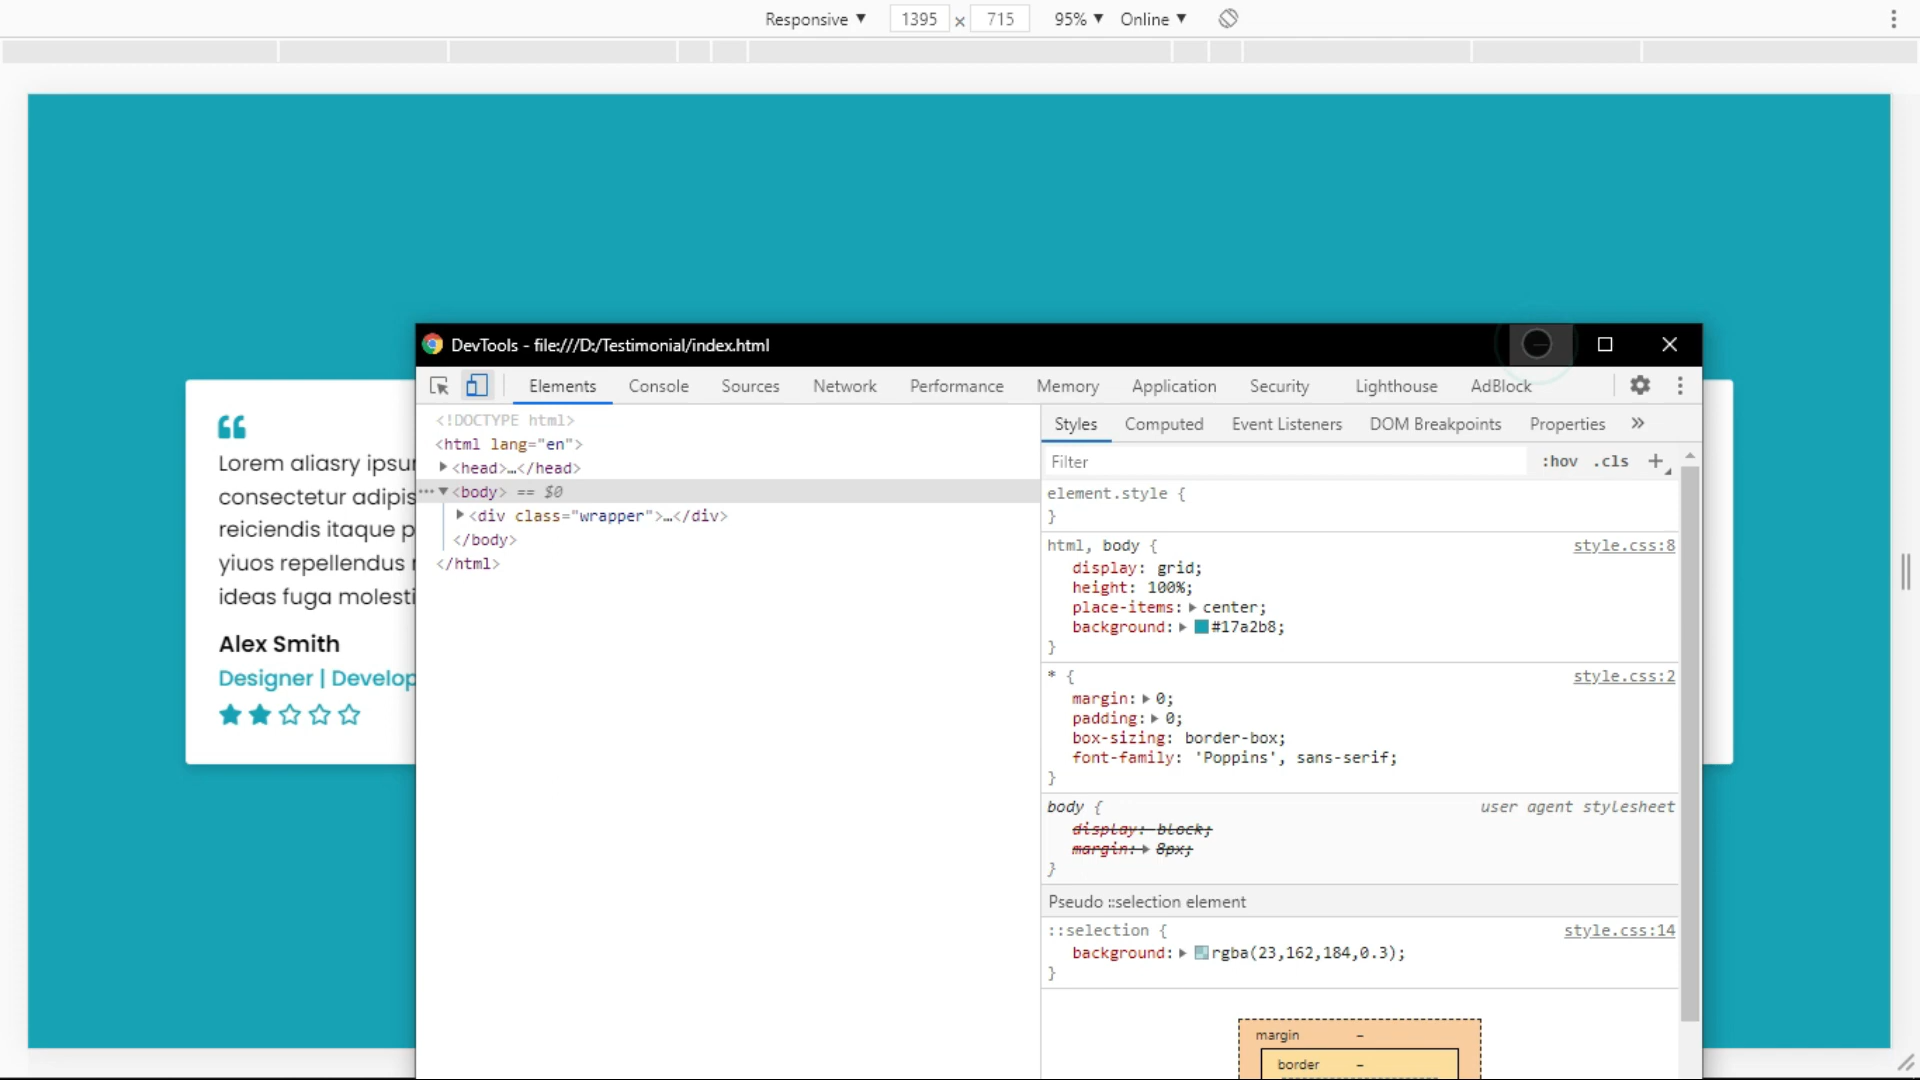 Responsive ▼ 1395 x 715 95% ▼ Online ▼
DevTools - file:///D:/Testimonial/index.html
Elements Console Sources Network Performance Memory Application Security Lighthouse AdBlock
<!DOCTYPE html>
<html lang="en">
▶<head>…</head>
…▼<body> == $0
▶<div class="wrapper">…</div>
</body>
</html>
Styles Computed Event Listeners DOM Breakpoints Properties »
Filter :hov .cls +
element.style {
}
html, body { style.css:8
display: grid;
height: 100%;
place-items:▶ center;
background:▶ #17a2b8;
}
* { style.css:2
margin:▶ 0;
padding:▶ 0;
box-sizing: border-box;
font-family: 'Poppins', sans-serif;
}
body { user agent stylesheet
display: block;
margin:▶ 8px;
}
Pseudo ::selection element
::selection { style.css:14
background:▶ rgba(23,162,184,0.3);
}
margin –
border –
Lorem aliasry ipsu
consectetur adipis
reiciendis itaque p
yiuos repellendus
ideas fuga molesti
Alex Smith
Designer | Develop